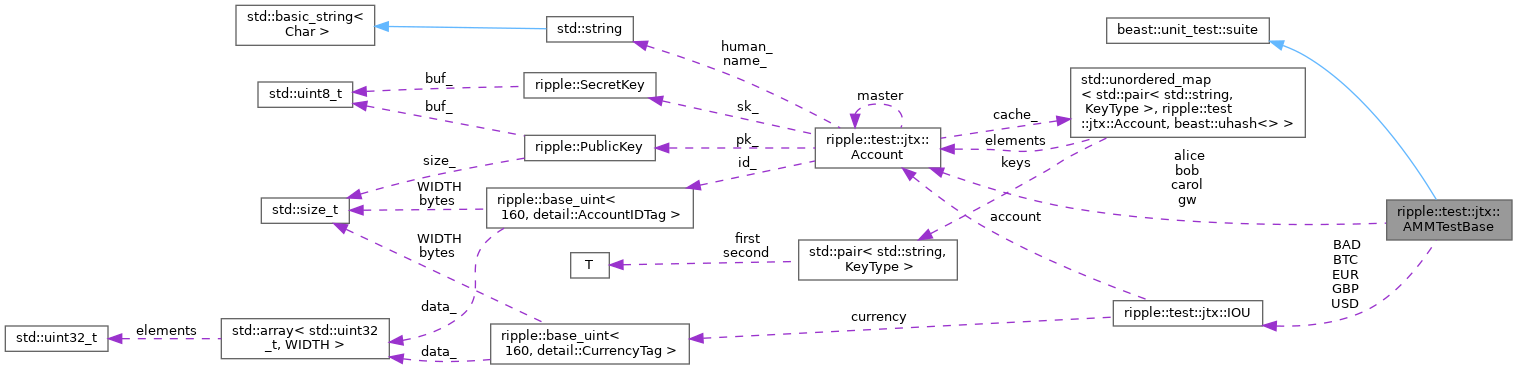 std::basic_string<
Char >
std::string
beast::unit_test::suite
human_
name_
std::uint8_t
buf_
ripple::SecretKey
buf_
sk_
master
cache_
std::unordered_map
< std::pair< std::string,
KeyType >, ripple::test
::jtx::Account, beast::uhash<> >
ripple::PublicKey
pk_
ripple::test::jtx::
Account
elements
size_
id_
keys
alice
bob
carol
gw
std::size_t
WIDTH
bytes
ripple::base_uint<
160, detail::AccountIDTag >
account
ripple::test::jtx::
AMMTestBase
WIDTH
bytes
T
first
second
std::pair< std::string,
KeyType >
BAD
BTC
EUR
GBP
USD
data_
currency
ripple::test::jtx::IOU
std::uint32_t
elements
std::array< std::uint32
_t, WIDTH >
data_
ripple::base_uint<
160, detail::CurrencyTag >